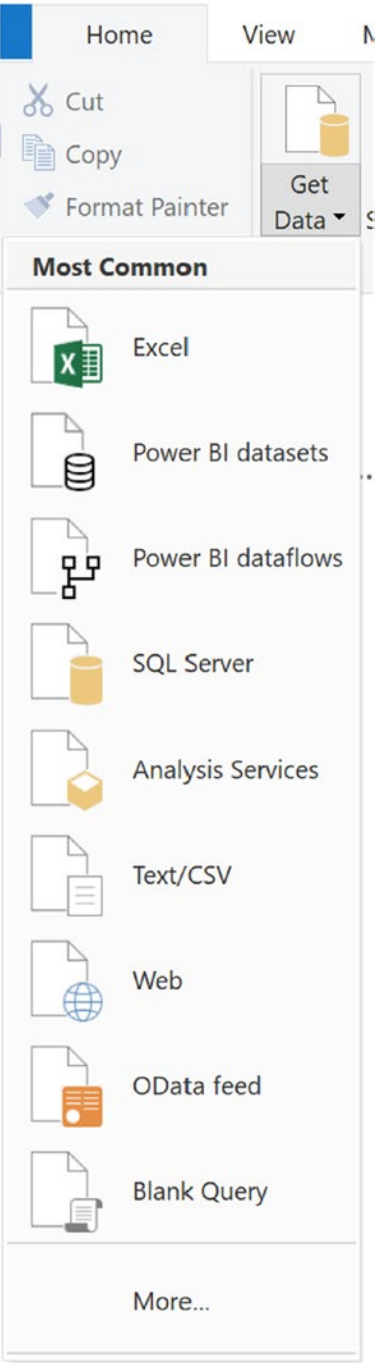 Home View
Cut
Copy
Format Painter
Get
Data
Most Common
Excel
Power BI datasets
Power BI dataflows
SQL Server
Analysis Services
Text/CSV
Web
OData feed
Blank Query
More...